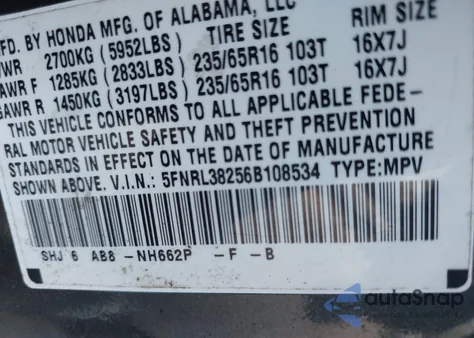 FD. BY HONDA MFG. OF ALABAMA, LLC
TIRE SIZE RIM SIZE
VWR 2700KG (5952LBS)
AWR F 1285KG (2833LBS) 235/65R16 103T 16X7J
GAWR R 1450KG (3197LBS) 235/65R16 103T 16X7J
THIS VEHICLE CONFORMS TO ALL APPLICABLE FEDE-
RAL MOTOR VEHICLE SAFETY AND THEFT PREVENTION
STANDARDS IN EFFECT ON THE DATE OF MANUFACTURE
SHOWN ABOVE. V.I.N.: 5FNRL38256B108534 TYPE:MPV
SHJ 6 AB8 -NH662P -F -B
autoSnap